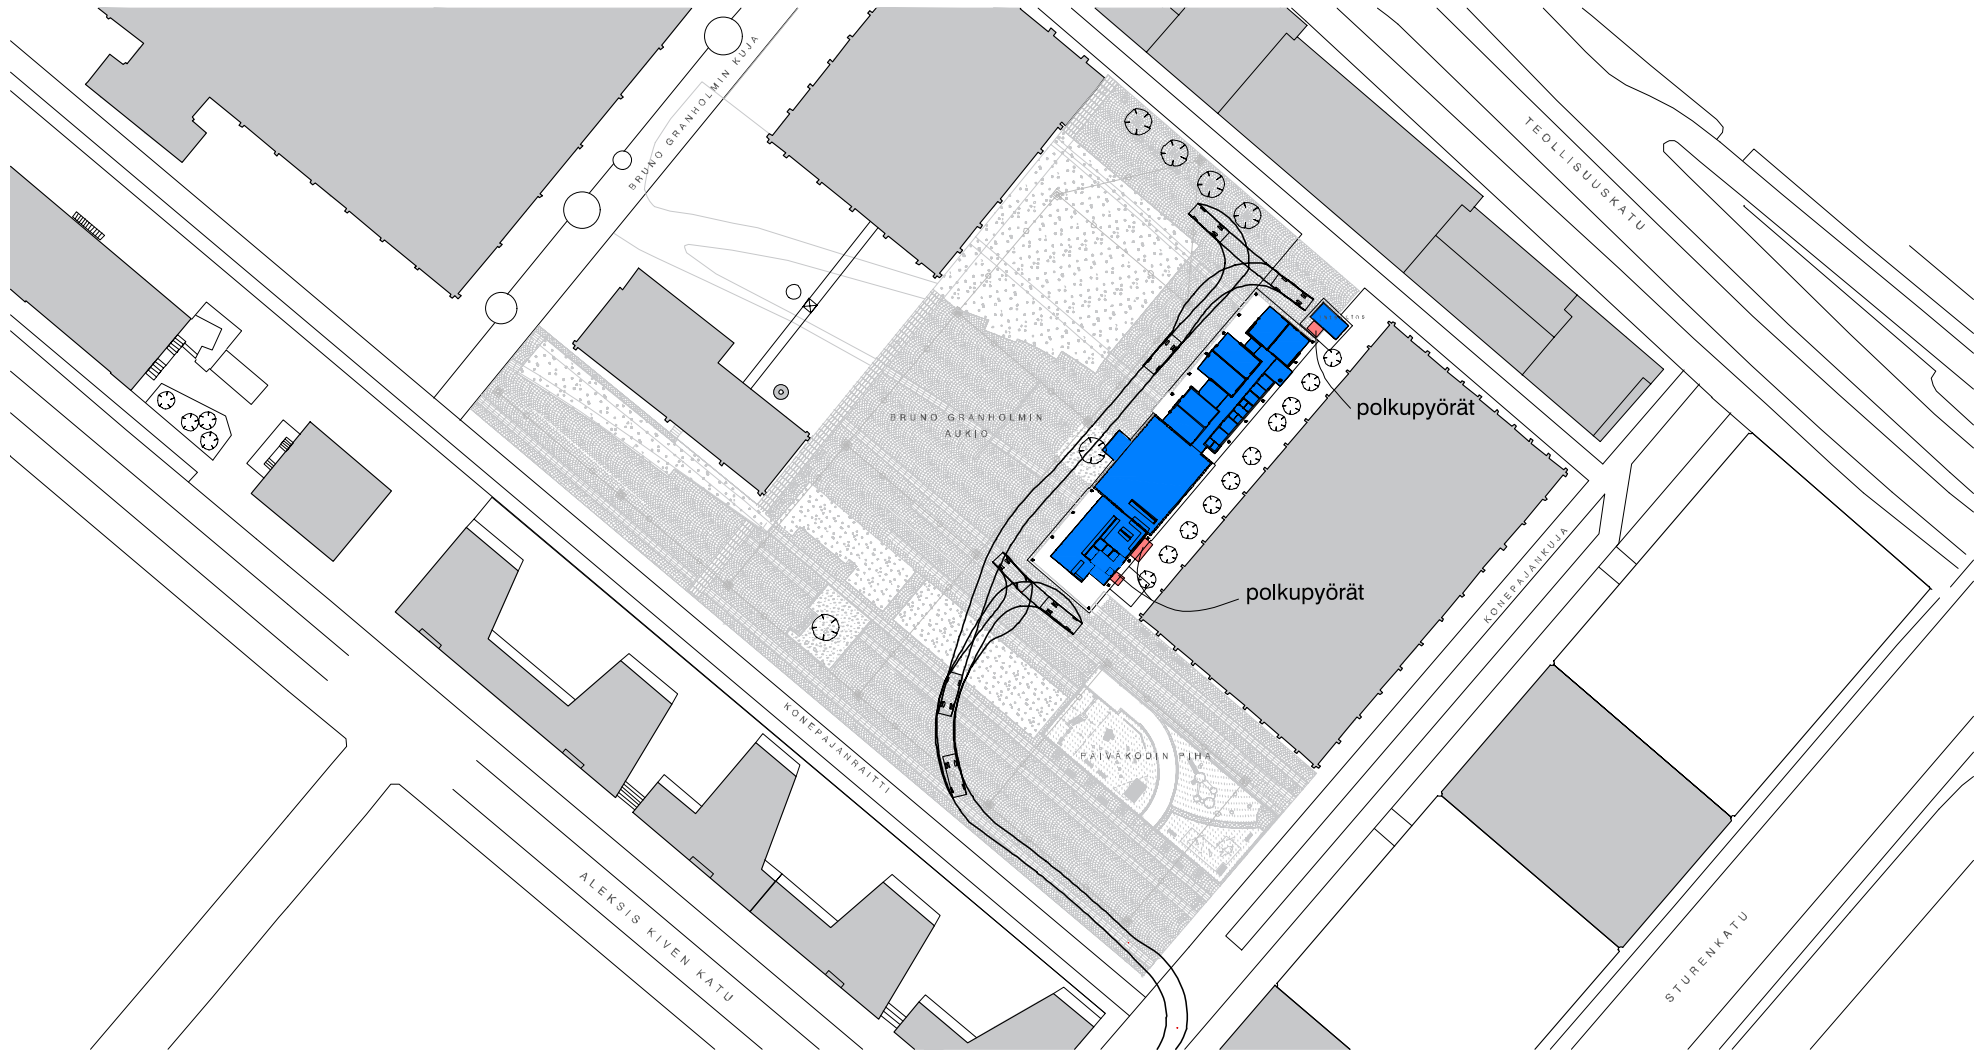 BRUNO GRANHOLMIN KUJA
TEOLLISUUSKATU
BRUNO GRANHOLMIN
AUKIO
polkupyörät
polkupyörät
KONEPAJANKUJA
KONEPAJANRAITTI
PÄIVÄKODIN PIHA
ALEKSIS KIVEN KATU
STURENKATU